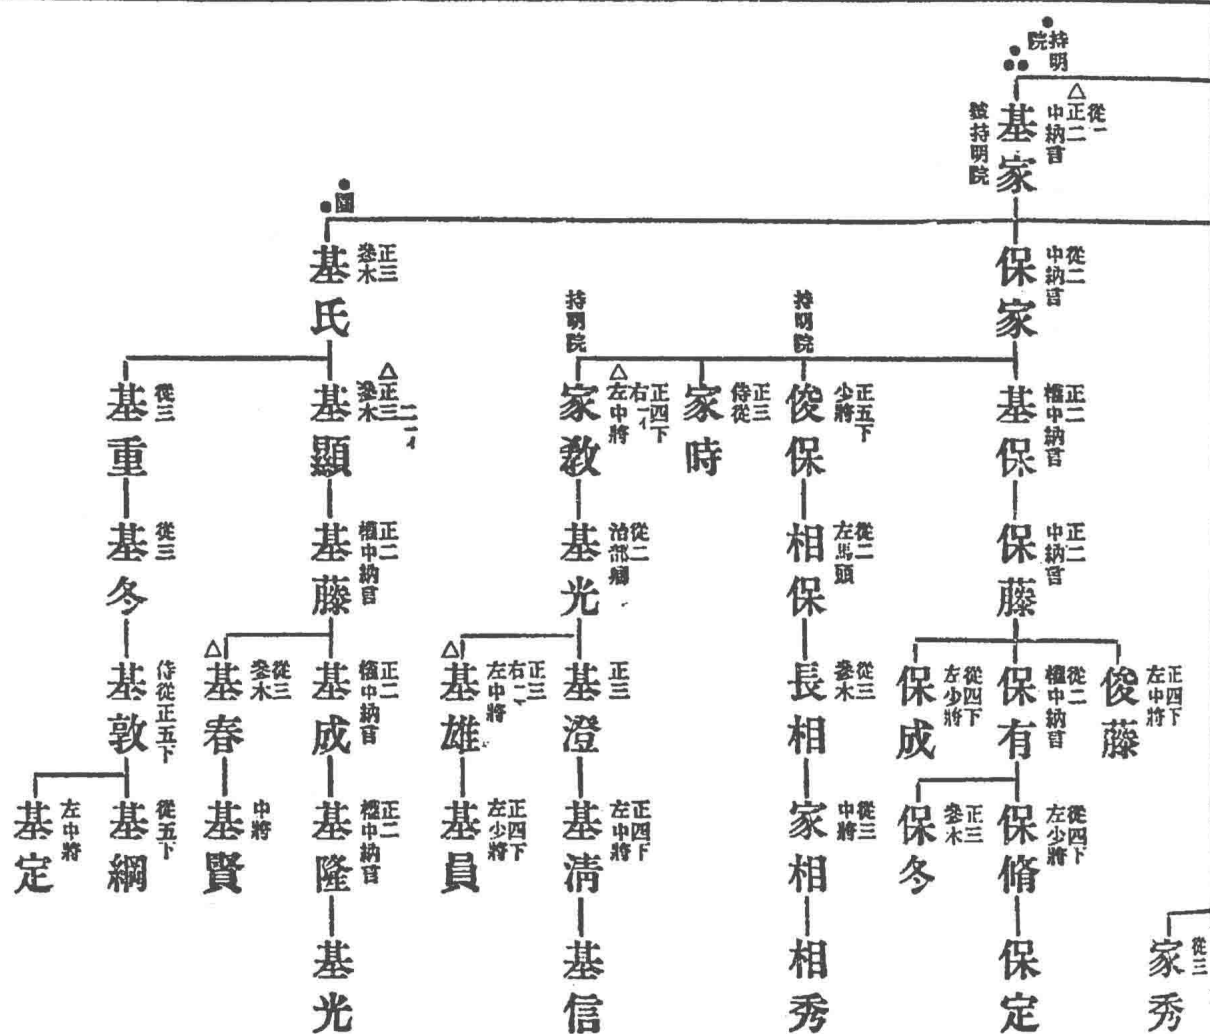 持明
院
從一
正二
中納言
△
基家
號持明院
從二
中納言
保家
園
正三
參木
基氏
正二
權中納言
基保
持明院
正五下
少將
俊保
正三
侍從
家時
持明院
正四下
右一イ
左中將
△
家教
正三
參木
△
基顯
從三
基重
正二
中納言
保藤
從二
左馬頭
相保
從二
治部卿
基光
正二
權中納言
基藤
從三
基冬
正四下
左中將
俊藤
從二
權中納言
保有
從四下
左少將
保成
從三
參木
長相
正三
基澄
正三
左中將
△
基雄
正二
權中納言
基成
從三
參木
△
基春
侍從正五下
基敦
從四下
左少將
保脩
正三
參木
保冬
從三
中將
家相
正四下
左中將
基淸
正四下
左少將
基員
正二
權中納言
基隆
中將
基賢
從五下
基綱
左中將
基定
從三
家秀
保定
相秀
基信
基光